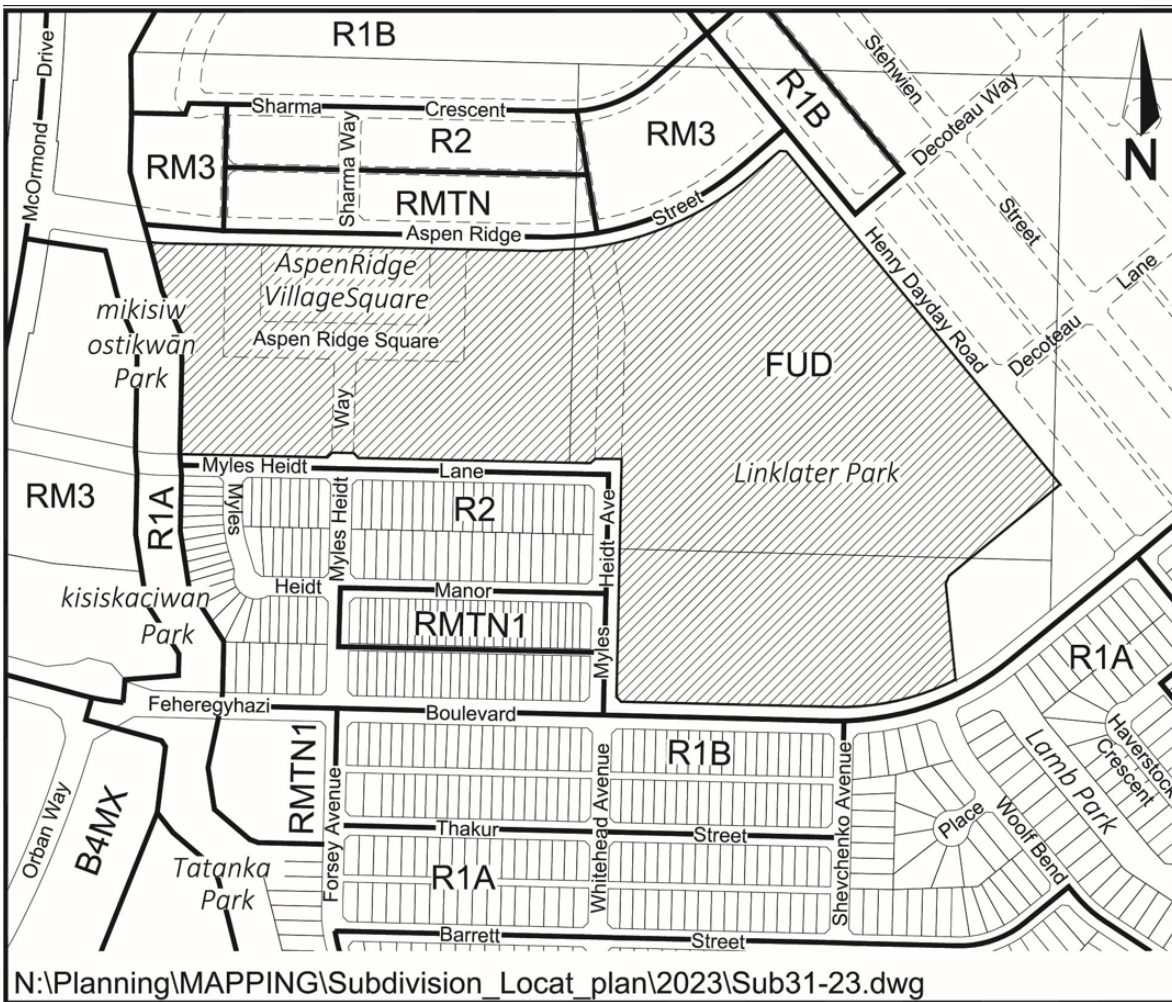 R1B
Stehwien
McOrmond Drive
Sharma
Crescent
R1B
Decoteau Way
N
RM3
Sharma Way
R2
RM3
RMTN
Street
Aspen Ridge
Street
AspenRidge
VillageSquare
Henry Dayday Road
Lane
Decoteau
mikisiw
ostikwān
Park
Aspen Ridge Square
FUD
Way
Linklater Park
Myles Heidt
Lane
RM3
R1A
Myles
Myles Heidt
R2
Heidt Ave
Heidt
Manor
kisiskaciwan
Park
RMTN1
Myles
R1A
Feheregyhazi
Boulevard
RMTN1
R1B
Haverstock
Crescent
Lamb Park
Orban Way
B4MX
Forsey Avenue
Whitehead Avenue
Shevchenko Avenue
Place
Woolf Bend
Thakur
Street
Tatanka
Park
R1A
Barrett
Street
N:\Planning\MAPPING\Subdivision_Locat_plan\2023\Sub31-23.dwg